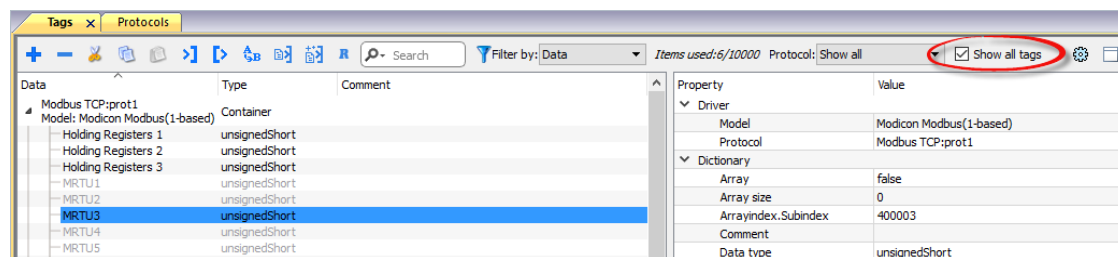 Tags x Protocols
AB R Search Filter by: Data Items used:6/10000 Protocol: Show all Show all tags
Data Type Comment
Modbus TCP:prot1
Model: Modicon Modbus(1-based) Container
Holding Registers 1 unsignedShort
Holding Registers 2 unsignedShort
Holding Registers 3 unsignedShort
MRTU1 unsignedShort
MRTU2 unsignedShort
MRTU3 unsignedShort
MRTU4 unsignedShort
MRTU5 unsignedShort
Property Value
Driver
Model Modicon Modbus(1-based)
Protocol Modbus TCP:prot1
Dictionary
Array false
Array size 0
Arrayindex.Subindex 400003
Comment
Data type unsignedShort